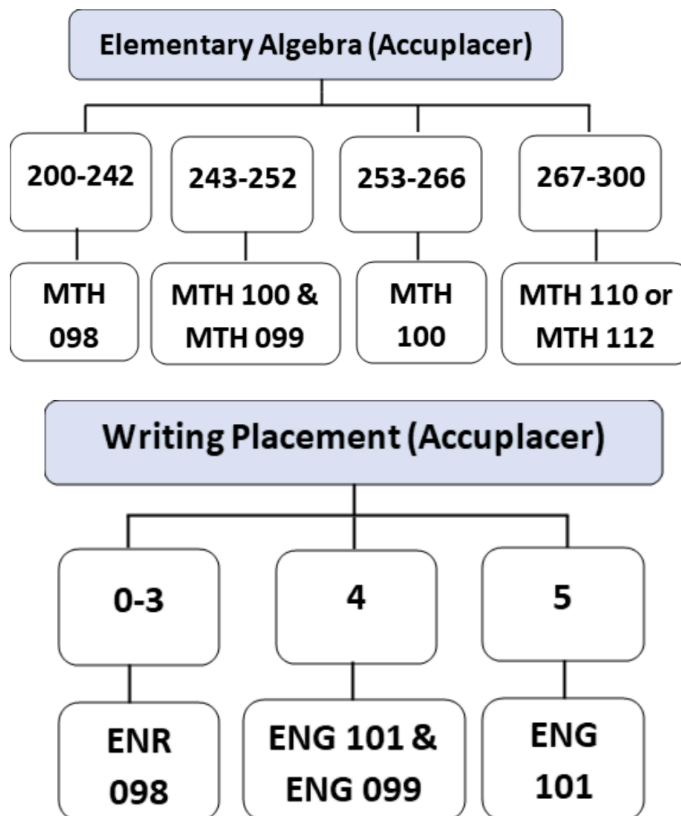 Elementary Algebra (Accuplacer)
200-242
243-252
253-266
267-300
MTH
098
MTH 100 &
MTH 099
MTH
100
MTH 110 or
MTH 112
Writing Placement (Accuplacer)
0-3
4
5
ENR
098
ENG 101 &
ENG 099
ENG
101